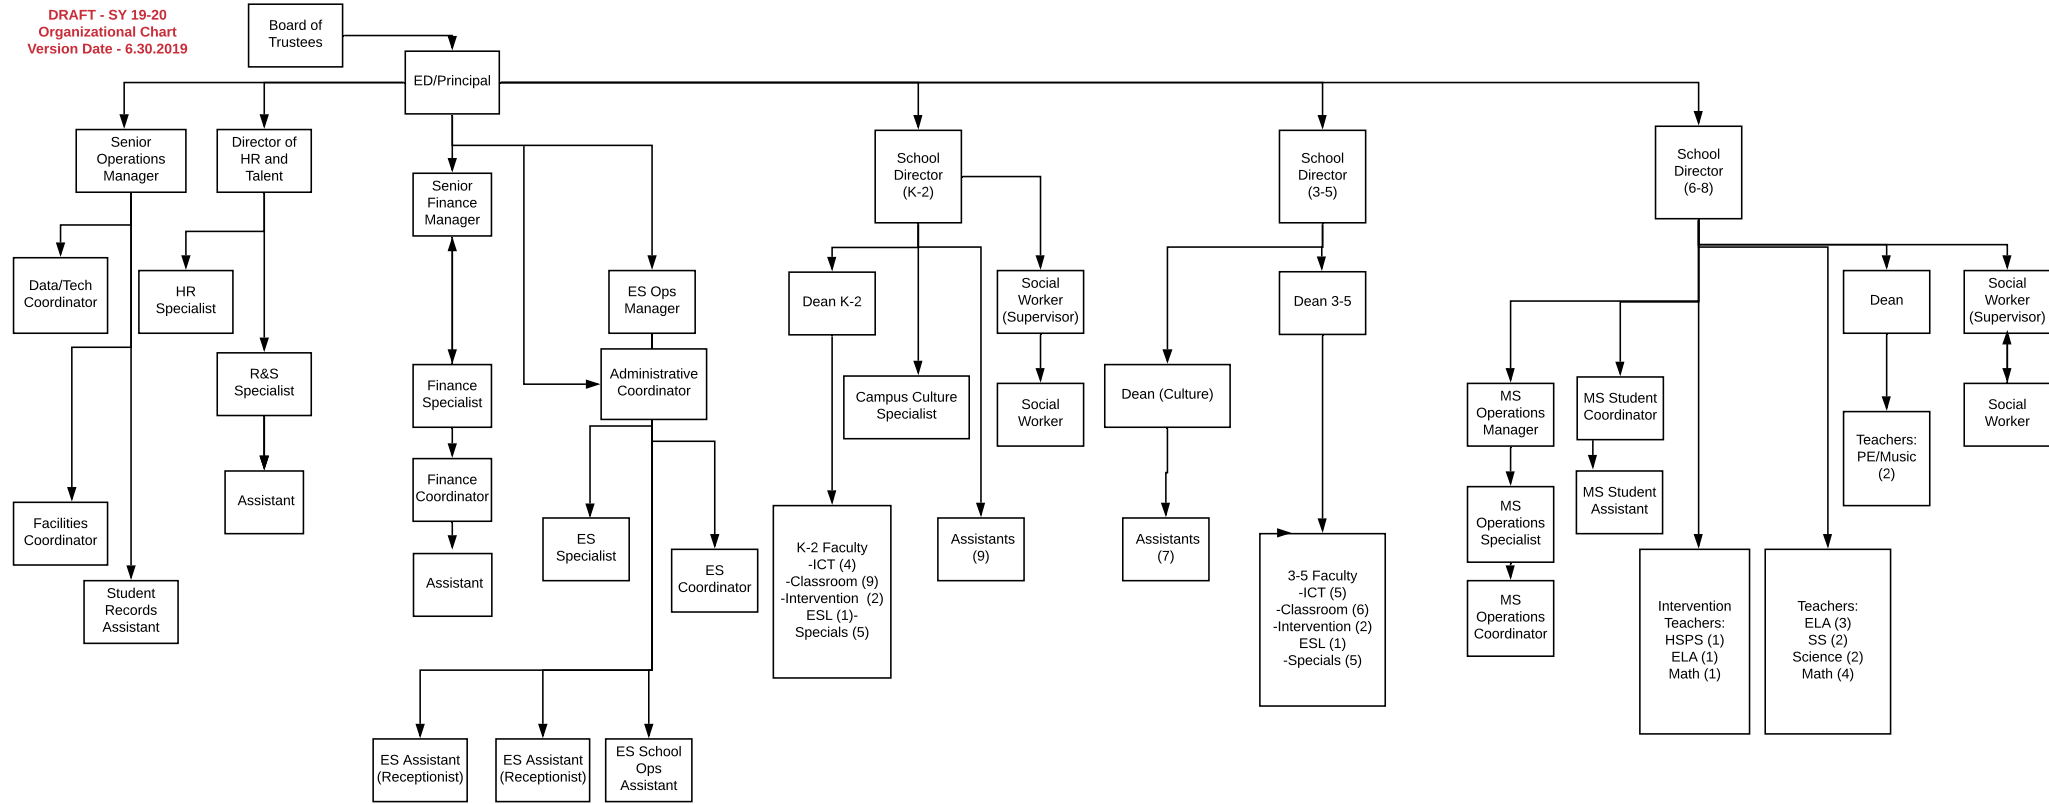 DRAFT - SY 19-20
Organizational Chart
Version Date - 6.30.2019
Board of
Trustees
ED/Principal
Senior
Operations
Manager
Director of
HR and
Talent
Senior
Finance
Manager
School
Director
(K-2)
School
Director
(3-5)
School
Director
(6-8)
Data/Tech
Coordinator
HR
Specialist
ES Ops
Manager
Dean K-2
Social
Worker
(Supervisor)
Dean 3-5
Dean
Social
Worker
(Supervisor)
R&S
Specialist
Finance
Specialist
Administrative
Coordinator
Campus Culture
Specialist
Social
Worker
Dean (Culture)
MS
Operations
Manager
MS Student
Coordinator
Teachers:
PE/Music
(2)
Social
Worker
Assistant
Finance
Coordinator
MS
Operations
Specialist
MS Student
Assistant
Facilities
Coordinator
Assistant
ES
Specialist
ES
Coordinator
K-2 Faculty
-ICT (4)
-Classroom (9)
-Intervention  (2)
ESL (1)-
Specials (5)
Assistants
(9)
Assistants
(7)
3-5 Faculty
-ICT (5)
-Classroom (6)
-Intervention (2)
ESL (1)
-Specials (5)
MS
Operations
Coordinator
Intervention
Teachers:
HSPS (1)
ELA (1)
Math (1)
Teachers:
ELA (3)
SS (2)
Science (2)
Math (4)
Student
Records
Assistant
ES Assistant
(Receptionist)
ES Assistant
(Receptionist)
ES School
Ops
Assistant